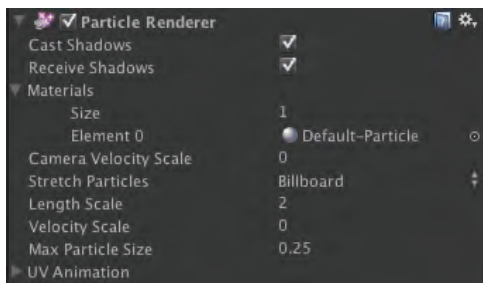 Particle Renderer
Cast Shadows
Receive Shadows
Materials
Size 1
Element 0 Default-Particle
Camera Velocity Scale 0
Stretch Particles Billboard
Length Scale 2
Velocity Scale 0
Max Particle Size 0.25
UV Animation